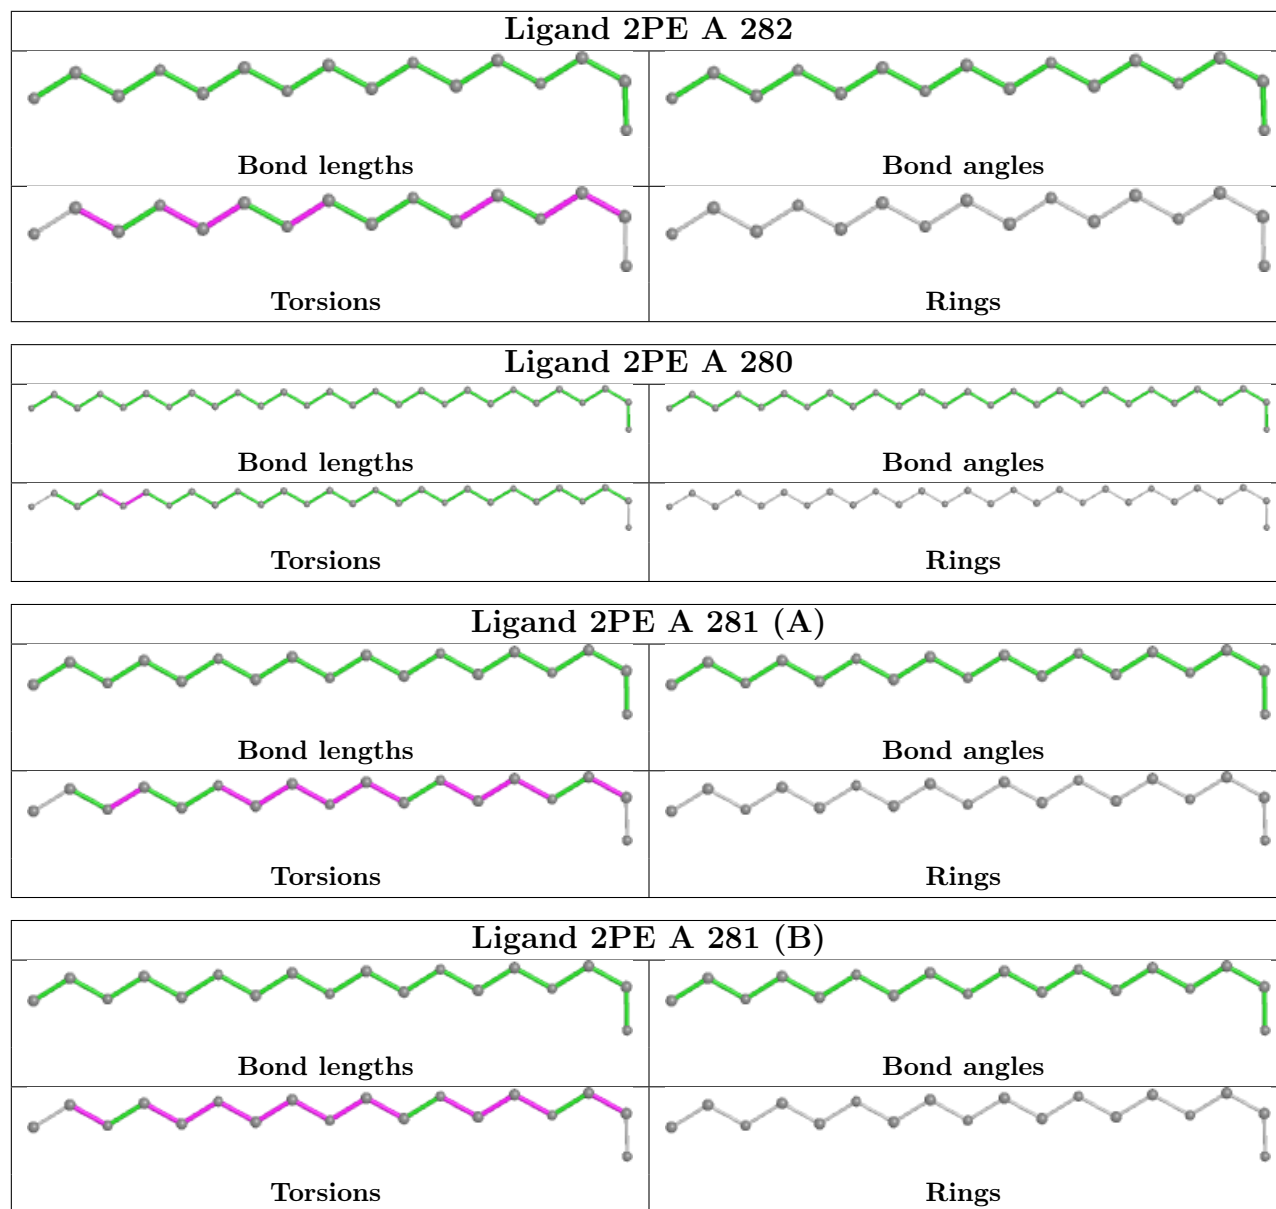 Ligand 2PE A 282
Bond lengths
Bond angles
Torsions
Rings
Ligand 2PE A 280
Bond lengths
Bond angles
Torsions
Rings
Ligand 2PE A 281 (A)
Bond lengths
Bond angles
Torsions
Rings
Ligand 2PE A 281 (B)
Bond lengths
Bond angles
Torsions
Rings